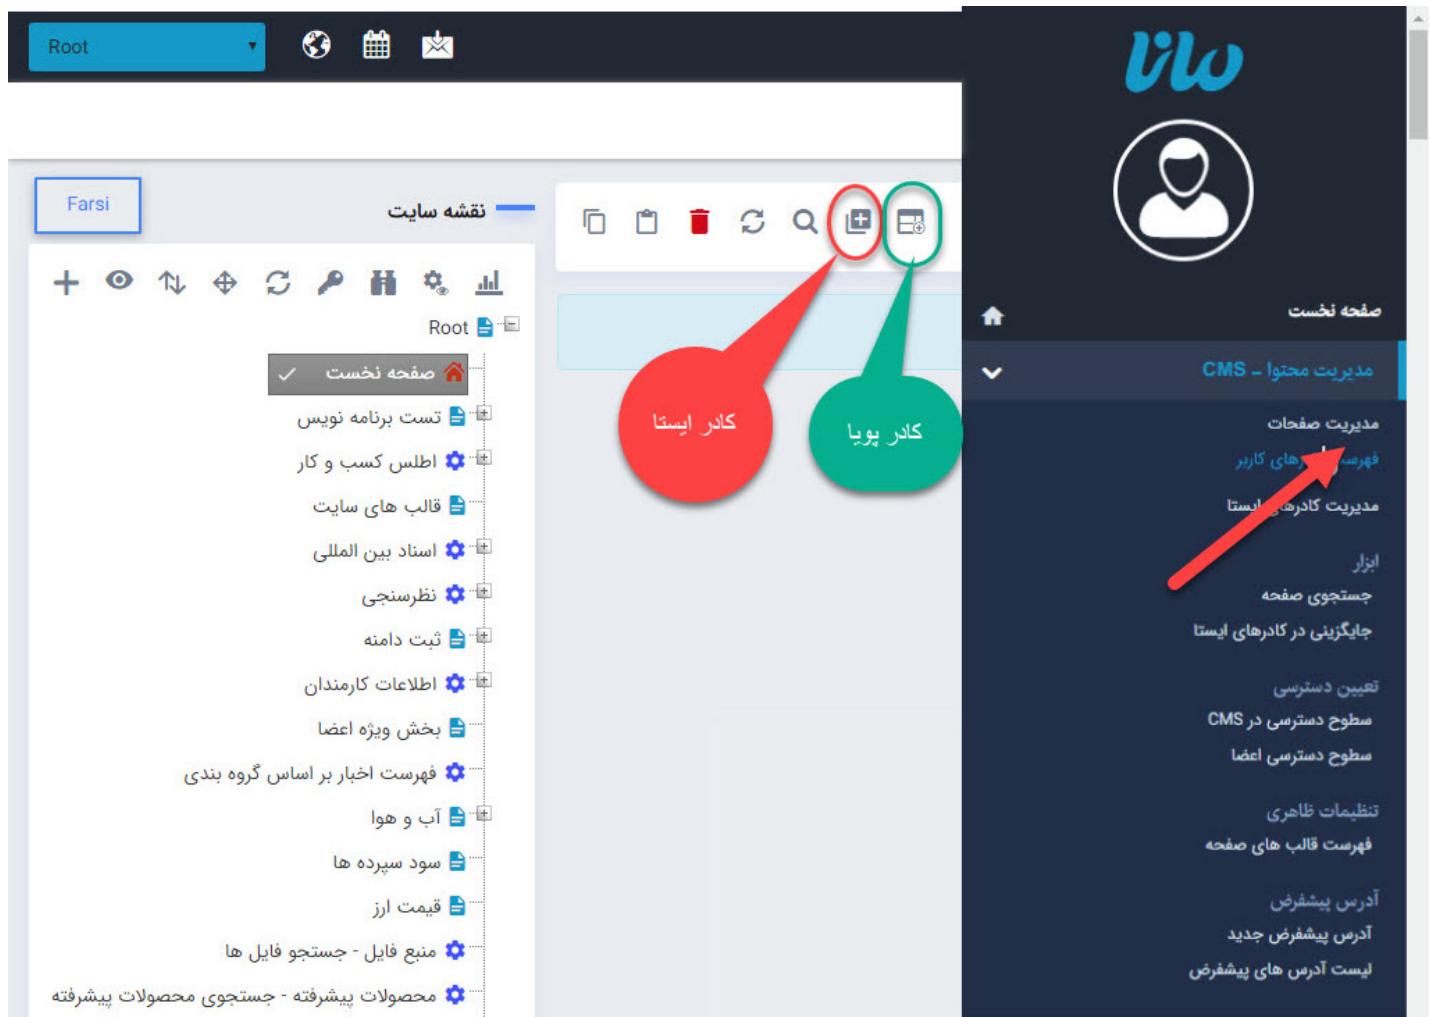 Root
مانا
Farsi
نقشه سایت
Root
صفحه نخست
تست برنامه نویس
اطلس کسب و کار
قالب های سایت
اسناد بین المللی
نظرسنجی
ثبت دامنه
اطلاعات کارمندان
بخش ویژه اعضا
فهرست اخبار بر اساس گروه بندی
آب و هوا
سود سپرده ها
قیمت ارز
منبع فایل - جستجو فایل ها
محصولات پیشرفته - جستجوی محصولات پیشرفته
کادر ایستا
کادر پویا
صفحه نخست
مدیریت محتوا - CMS
مدیریت صفحات
های کاربر
مدیریت کادرهای ایستا
ابزار
جستجوی صفحه
جایگزینی در کادرهای ایستا
تعیین دسترسی
سطوح دسترسی در CMS
سطوح دسترسی اعضا
تنظیمات ظاهری
فهرست قالب های صفحه
آدرس پیشفرض
آدرس پیشفرض جدید
لیست آدرس های پیشفرض